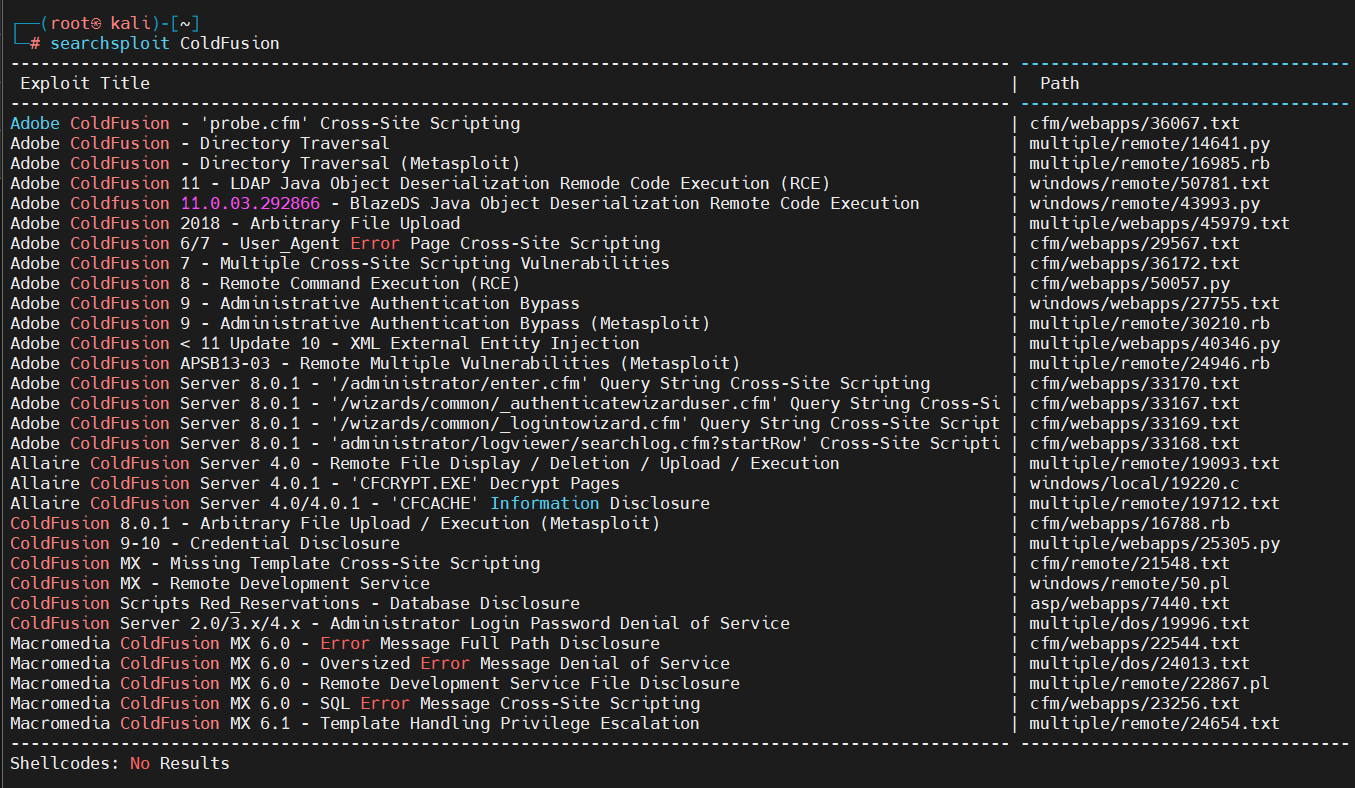 ┌──(root㉿ kali)-[~]
└─# searchsploit ColdFusion
--------------------------------------------------------------------------------------------------- ---------------------------------
 Exploit Title                                                                                     |  Path
--------------------------------------------------------------------------------------------------- ---------------------------------
Adobe ColdFusion - 'probe.cfm' Cross-Site Scripting | cfm/webapps/36067.txt
Adobe ColdFusion - Directory Traversal | multiple/remote/14641.py
Adobe ColdFusion - Directory Traversal (Metasploit) | multiple/remote/16985.rb
Adobe ColdFusion 11 - LDAP Java Object Deserialization Remode Code Execution (RCE) | windows/remote/50781.txt
Adobe Coldfusion 11.0.03.292866 - BlazeDS Java Object Deserialization Remote Code Execution | windows/remote/43993.py
Adobe ColdFusion 2018 - Arbitrary File Upload | multiple/webapps/45979.txt
Adobe ColdFusion 6/7 - User_Agent Error Page Cross-Site Scripting | cfm/webapps/29567.txt
Adobe ColdFusion 7 - Multiple Cross-Site Scripting Vulnerabilities | cfm/webapps/36172.txt
Adobe ColdFusion 8 - Remote Command Execution (RCE) | cfm/webapps/50057.py
Adobe ColdFusion 9 - Administrative Authentication Bypass | windows/webapps/27755.txt
Adobe ColdFusion 9 - Administrative Authentication Bypass (Metasploit) | multiple/remote/30210.rb
Adobe ColdFusion < 11 Update 10 - XML External Entity Injection | multiple/webapps/40346.py
Adobe ColdFusion APSB13-03 - Remote Multiple Vulnerabilities (Metasploit) | multiple/remote/24946.rb
Adobe ColdFusion Server 8.0.1 - '/administrator/enter.cfm' Query String Cross-Site Scripting | cfm/webapps/33170.txt
Adobe ColdFusion Server 8.0.1 - '/wizards/common/_authenticatewizarduser.cfm' Query String Cross-Si | cfm/webapps/33167.txt
Adobe ColdFusion Server 8.0.1 - '/wizards/common/_logintowizard.cfm' Query String Cross-Site Script | cfm/webapps/33169.txt
Adobe ColdFusion Server 8.0.1 - 'administrator/logviewer/searchlog.cfm?startRow' Cross-Site Scripti | cfm/webapps/33168.txt
Allaire ColdFusion Server 4.0 - Remote File Display / Deletion / Upload / Execution | multiple/remote/19093.txt
Allaire ColdFusion Server 4.0.1 - 'CFCRYPT.EXE' Decrypt Pages | windows/local/19220.c
Allaire ColdFusion Server 4.0/4.0.1 - 'CFCACHE' Information Disclosure | multiple/remote/19712.txt
ColdFusion 8.0.1 - Arbitrary File Upload / Execution (Metasploit) | cfm/webapps/16788.rb
ColdFusion 9-10 - Credential Disclosure | multiple/webapps/25305.py
ColdFusion MX - Missing Template Cross-Site Scripting | cfm/remote/21548.txt
ColdFusion MX - Remote Development Service | windows/remote/50.pl
ColdFusion Scripts Red_Reservations - Database Disclosure | asp/webapps/7440.txt
ColdFusion Server 2.0/3.x/4.x - Administrator Login Password Denial of Service | multiple/dos/19996.txt
Macromedia ColdFusion MX 6.0 - Error Message Full Path Disclosure | cfm/webapps/22544.txt
Macromedia ColdFusion MX 6.0 - Oversized Error Message Denial of Service | multiple/dos/24013.txt
Macromedia ColdFusion MX 6.0 - Remote Development Service File Disclosure | multiple/remote/22867.pl
Macromedia ColdFusion MX 6.0 - SQL Error Message Cross-Site Scripting | cfm/webapps/23256.txt
Macromedia ColdFusion MX 6.1 - Template Handling Privilege Escalation | multiple/remote/24654.txt
--------------------------------------------------------------------------------------------------- ---------------------------------
Shellcodes: No Results